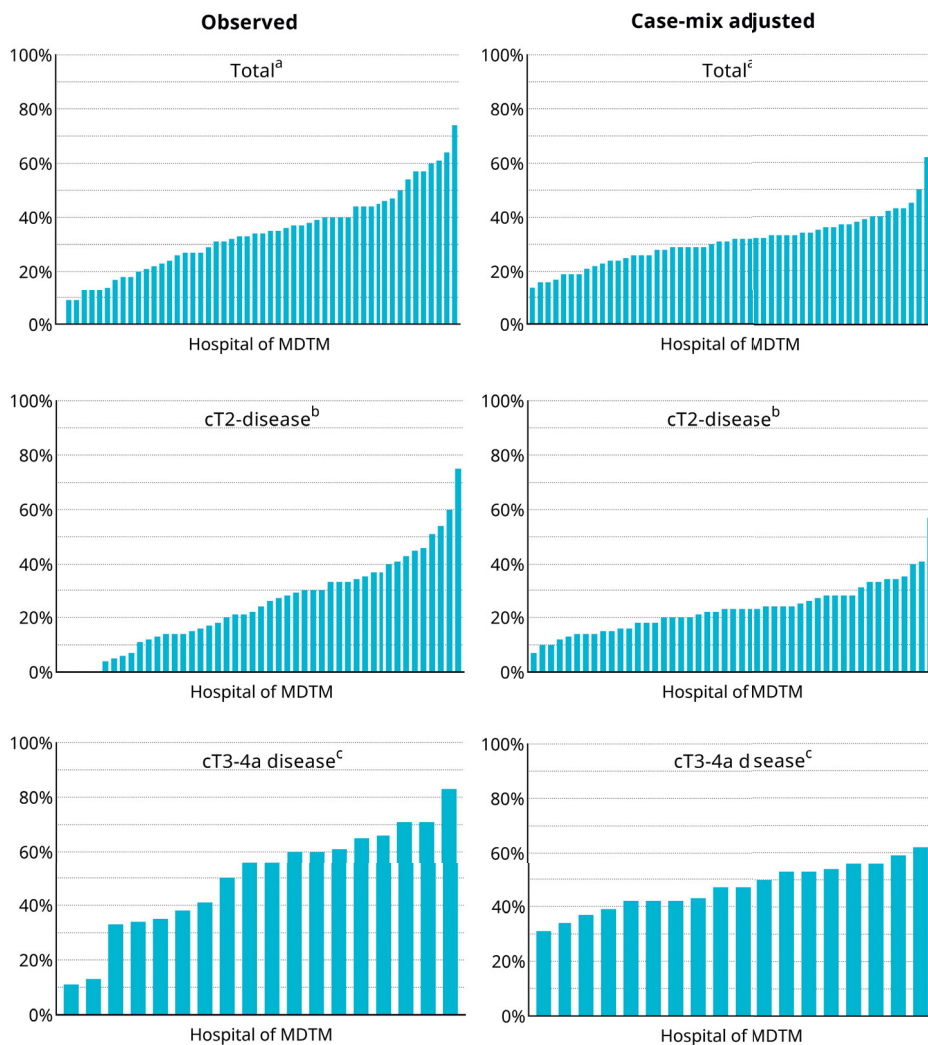 Observed
Case-mix adjusted
100%
80%
60%
40%
20%
0%
Totalᵃ
Hospital of MDTM
100%
80%
60%
40%
20%
0%
Totalᵃ
Hospital of MDTM
100%
80%
60%
40%
20%
0%
cT2-diseaseᵇ
Hospital of MDTM
100%
80%
60%
40%
20%
0%
cT2-diseaseᵇ
Hospital of MDTM
100%
80%
60%
40%
20%
0%
cT3-4a diseaseᶜ
Hospital of MDTM
100%
80%
60%
40%
20%
0%
cT3-4a diseaseᶜ
Hospital of MDTM